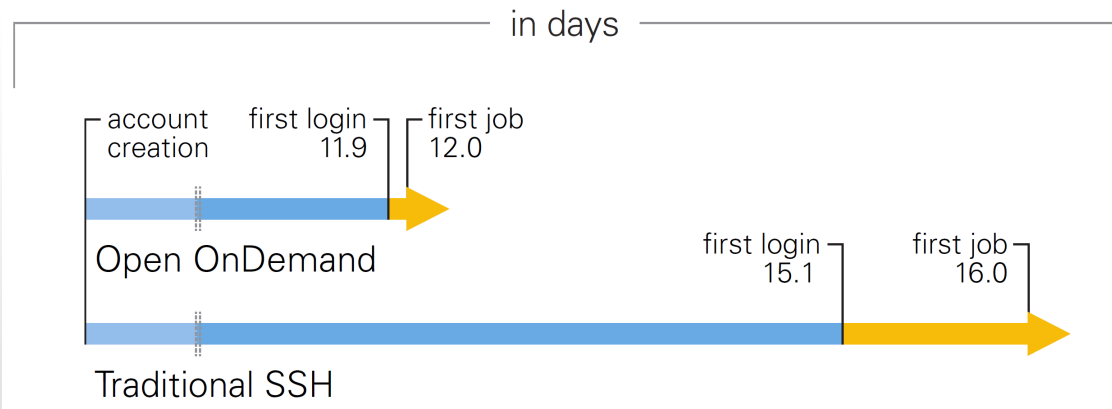 in days
account
creation
first login
11.9
first job
12.0
Open OnDemand
first login
15.1
first job
16.0
Traditional SSH